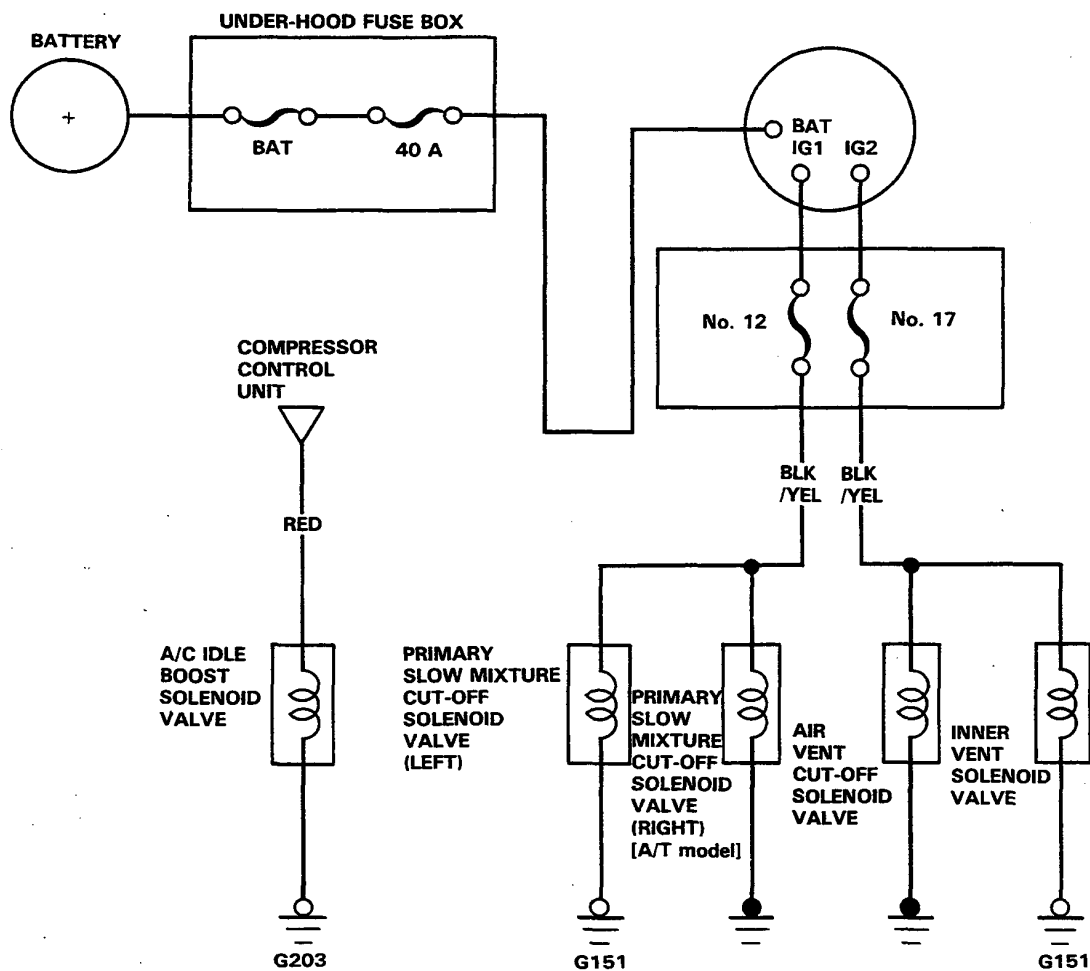 UNDER-HOOD FUSE BOX
BATTERY
+
BAT
40 A
BAT
IG1 IG2
No. 12
No. 17
COMPRESSOR
CONTROL
UNIT
RED
BLK
/YEL
BLK
/YEL
A/C IDLE
BOOST
SOLENOID
VALVE
PRIMARY
SLOW MIXTURE
CUT-OFF
SOLENOID
VALVE
(LEFT)
PRIMARY
SLOW
MIXTURE
CUT-OFF
SOLENOID
VALVE
(RIGHT)
[A/T model]
AIR
VENT
CUT-OFF
SOLENOID
VALVE
INNER
VENT
SOLENOID
VALVE
G203
G151
G151